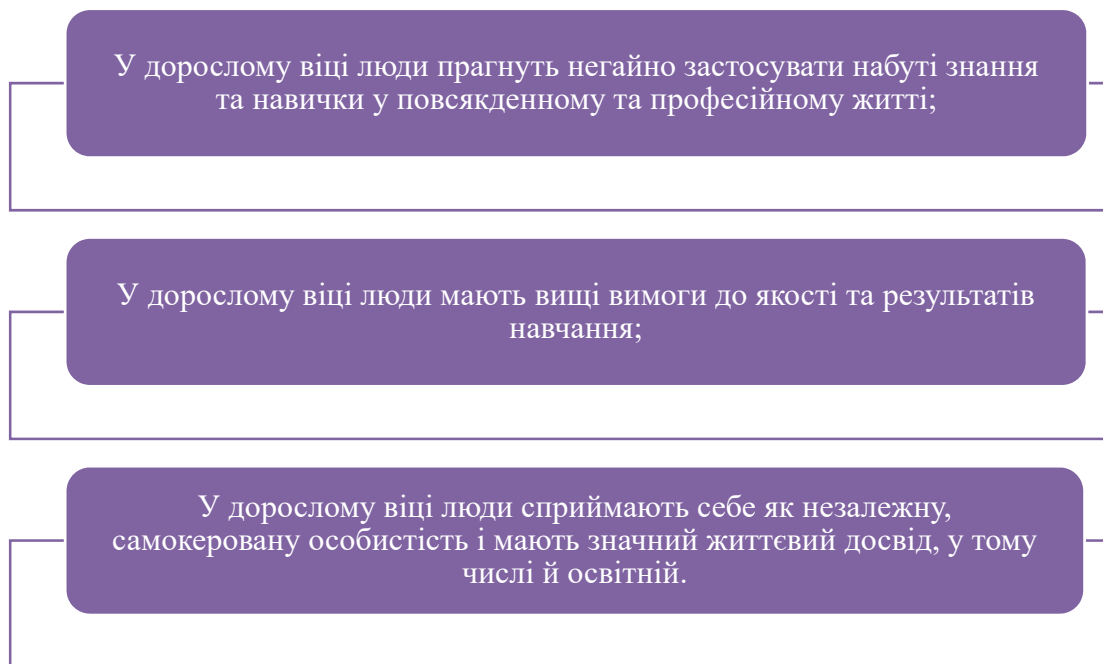 У дорослому віці люди прагнуть негайно застосувати набуті знання
та навички у повсякденному та професійному житті;
У дорослому віці люди мають вищі вимоги до якості та результатів
навчання;
У дорослому віці люди сприймають себе як незалежну,
самокеровану особистість і мають значний життєвий досвід, у тому
числі й освітній.